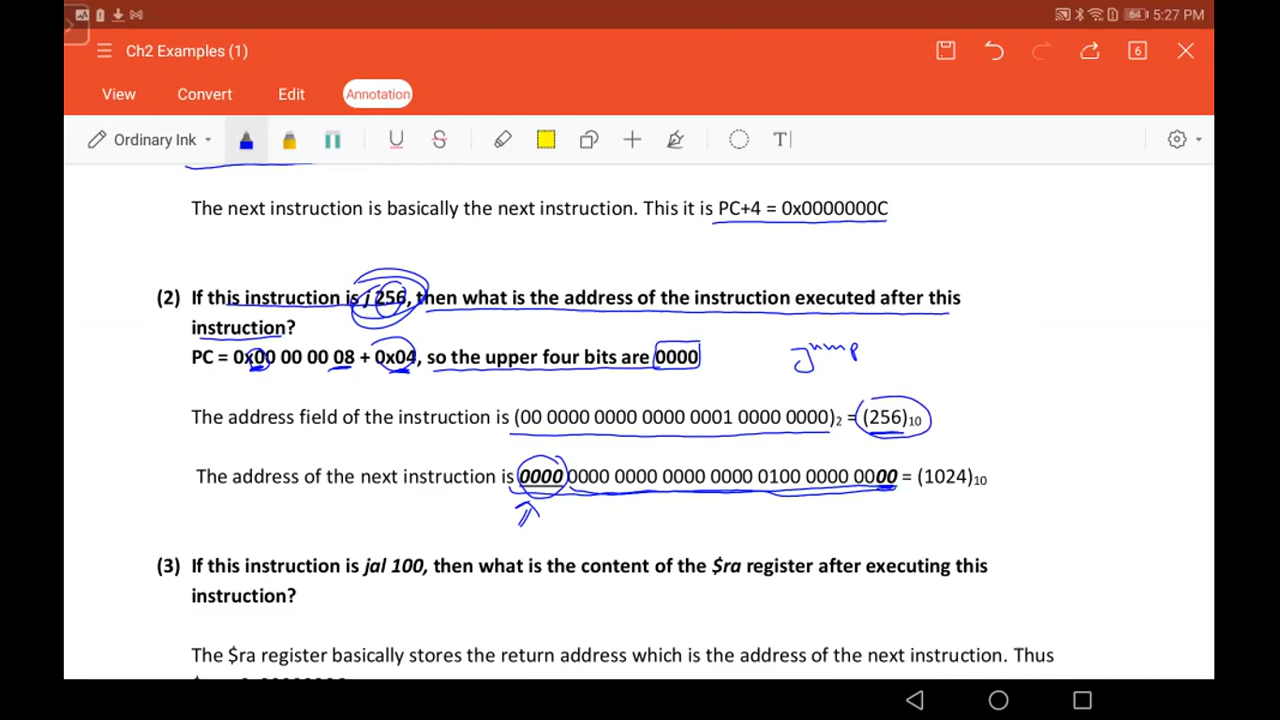 5:27 PM
Ch2 Examples (1)
6
View Convert Edit Annotation
Ordinary Ink
The next instruction is basically the next instruction. This it is PC+4 = 0x0000000C
(2) If this instruction is j 256, then what is the address of the instruction executed after this
instruction?
PC = 0x00 00 00 08 + 0x04, so the upper four bits are 0000
jump
The address field of the instruction is (00 0000 0000 0000 0001 0000 0000)2 = (256)10
The address of the next instruction is 0000 0000 0000 0000 0000 0100 0000 0000 = (1024)10
(3) If this instruction is jal 100, then what is the content of the $ra register after executing this
instruction?
The $ra register basically stores the return address which is the address of the next instruction. Thus